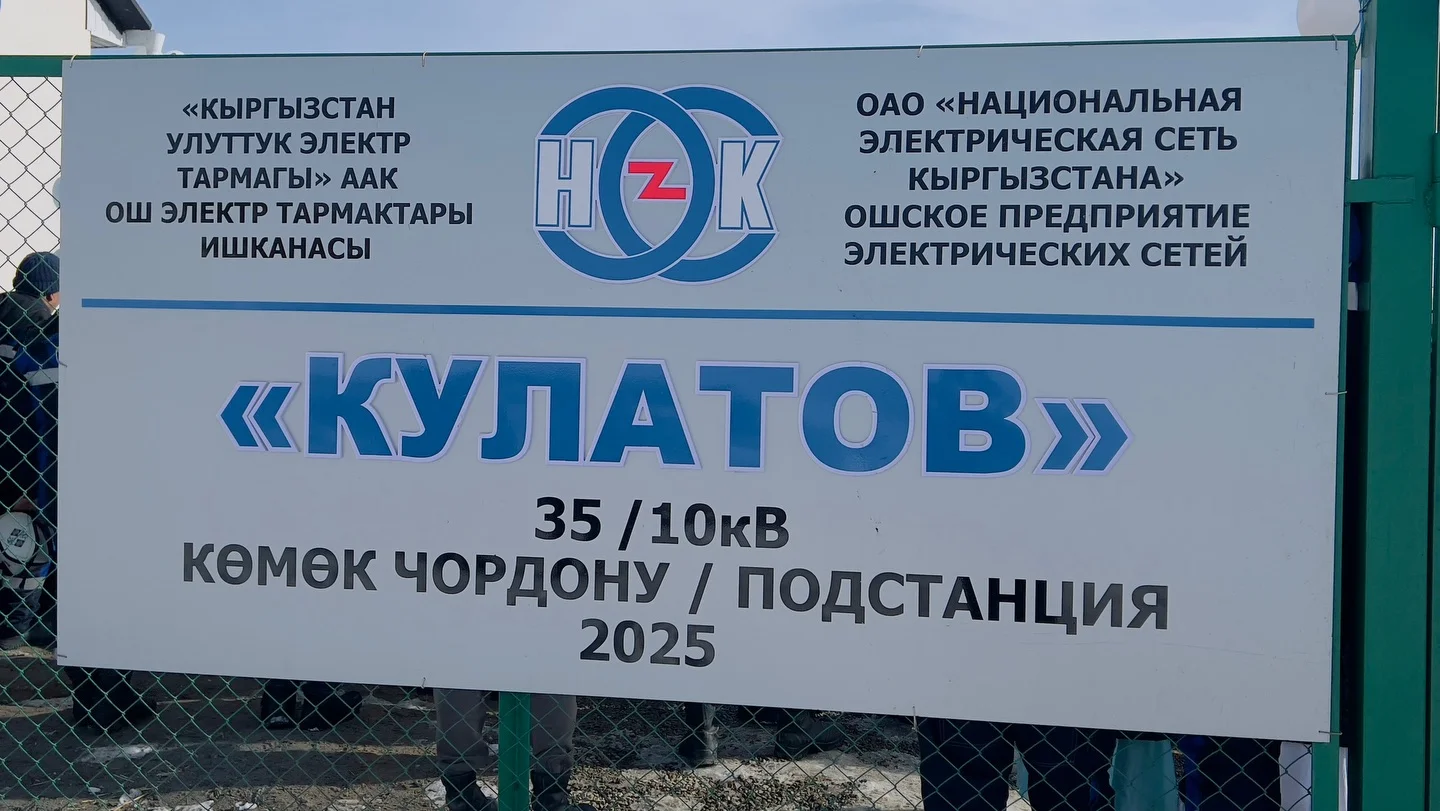 «КЫРГЫЗСТАН
УЛУТТУК ЭЛЕКТР
ТАРМАГЫ» ААК
ОШ ЭЛЕКТР ТАРМАКТАРЫ
ИШКАНАСЫ
НЭСК
ОАО «НАЦИОНАЛЬНАЯ
ЭЛЕКТРИЧЕСКАЯ СЕТЬ
КЫРГЫЗСТАНА»
ОШСКОЕ ПРЕДПРИЯТИЕ
ЭЛЕКТРИЧЕСКИХ СЕТЕЙ
«КУЛАТОВ»
35 /10кВ
КӨМӨК ЧОРДОНУ / ПОДСТАНЦИЯ
2025